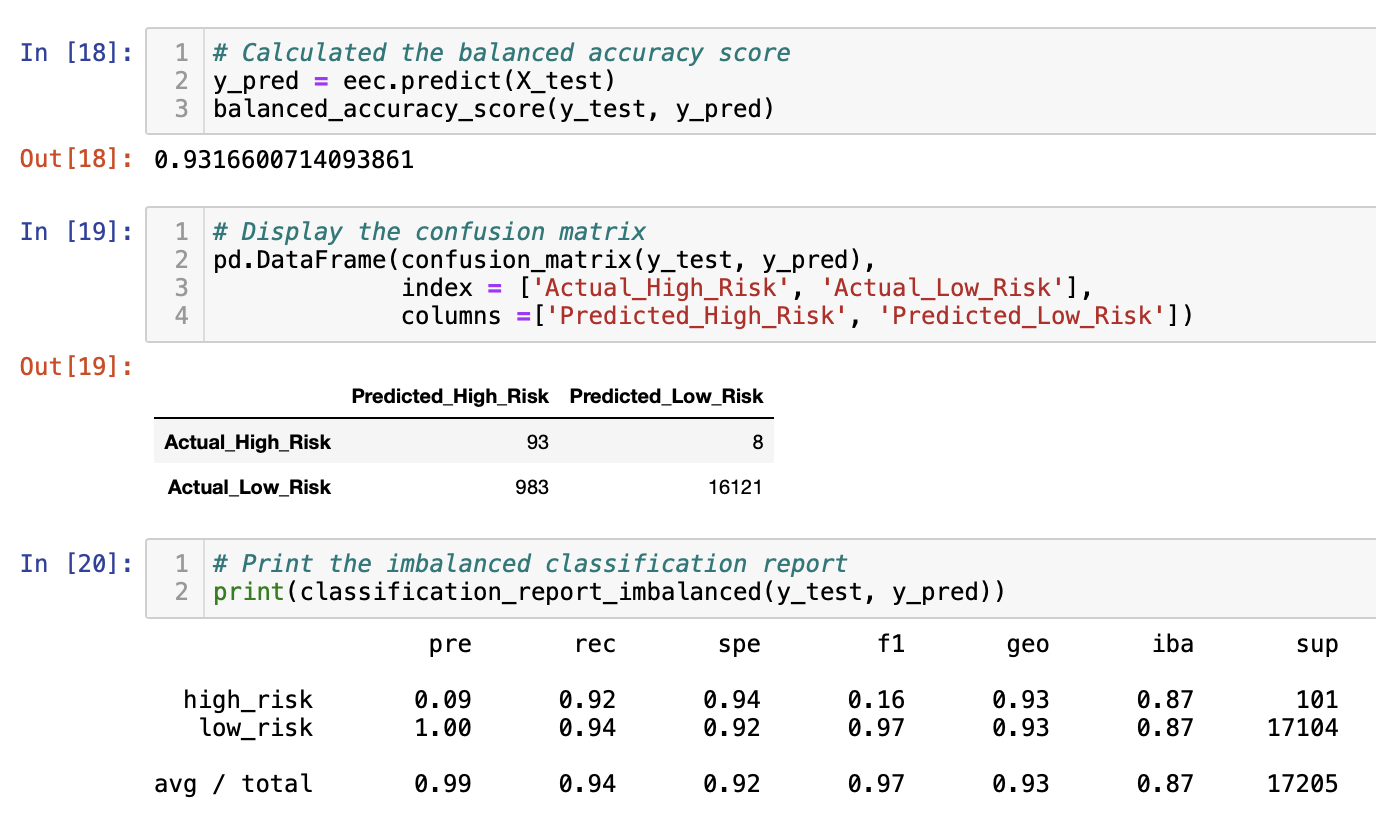 In [18]:
1 # Calculated the balanced accuracy score
2 y_pred = eec.predict(X_test)
3 balanced_accuracy_score(y_test, y_pred)
Out[18]: 0.9316600714093861
In [19]:
1 # Display the confusion matrix
2 pd.DataFrame(confusion_matrix(y_test, y_pred),
3 index = ['Actual_High_Risk', 'Actual_Low_Risk'],
4 columns =['Predicted_High_Risk', 'Predicted_Low_Risk'])
Out[19]:
Predicted_High_Risk Predicted_Low_Risk
Actual_High_Risk 93 8
Actual_Low_Risk 983 16121
In [20]:
1 # Print the imbalanced classification report
2 print(classification_report_imbalanced(y_test, y_pred))
pre rec spe f1 geo iba sup
high_risk 0.09 0.92 0.94 0.16 0.93 0.87 101
low_risk 1.00 0.94 0.92 0.97 0.93 0.87 17104
avg / total 0.99 0.94 0.92 0.97 0.93 0.87 17205